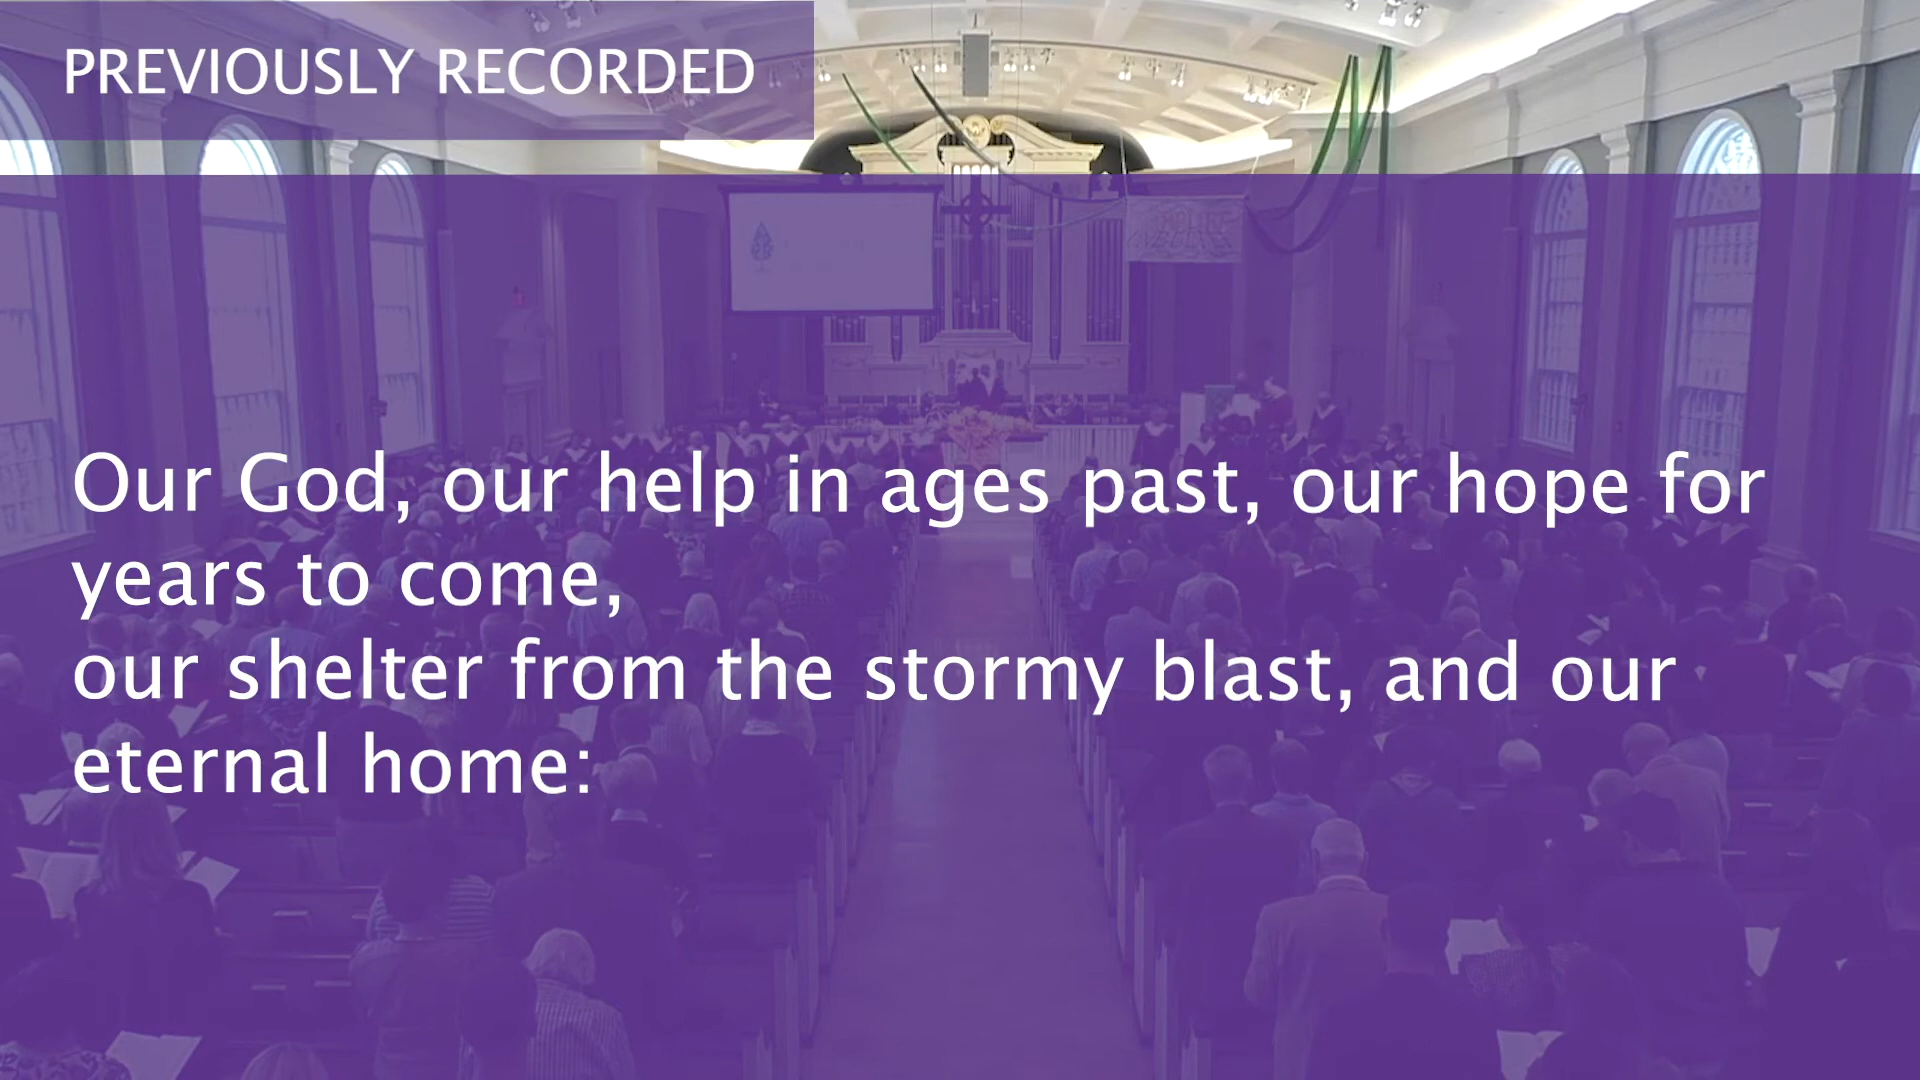 PREVIOUSLY RECORDED
Our God, our help in ages past, our hope for
years to come,
our shelter from the stormy blast, and our
eternal home: